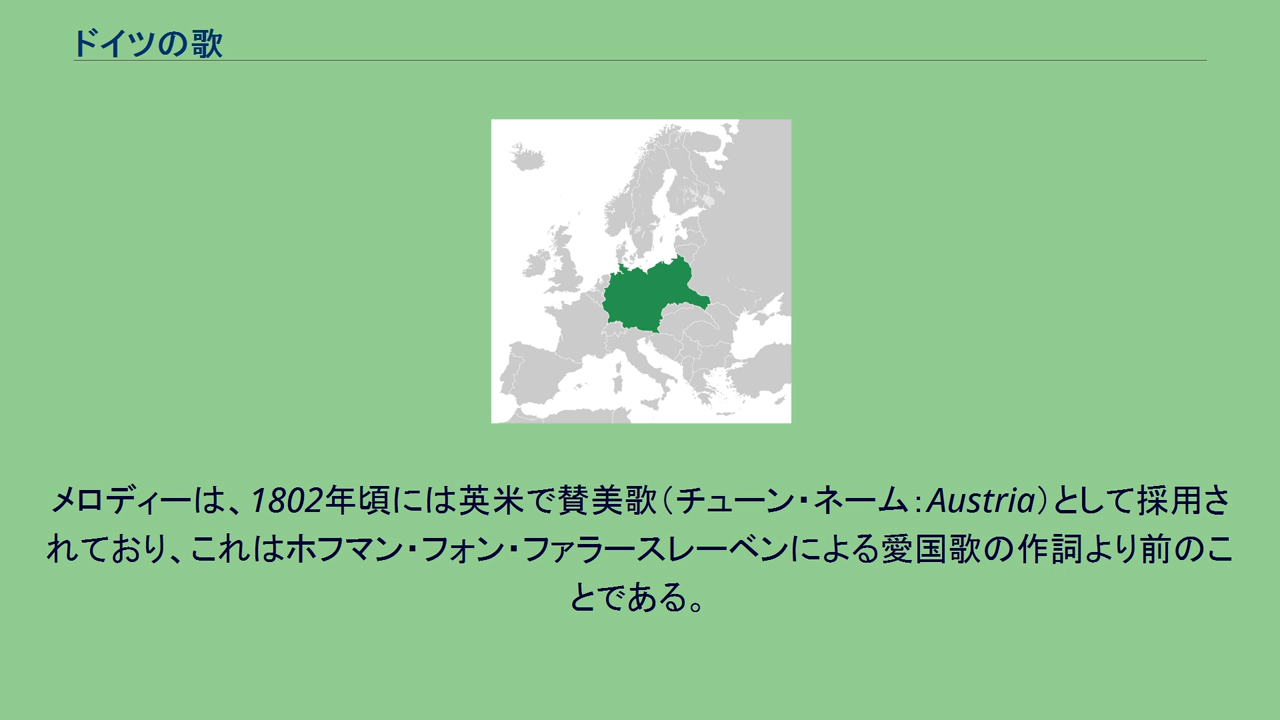 ドイツの歌
メロディーは、1802年頃には英米で賛美歌（チューン・ネーム：Austria）として採用さ
れており、これはホフマン・フォン・ファラースレーベンによる愛国歌の作詞より前のこ
とである。